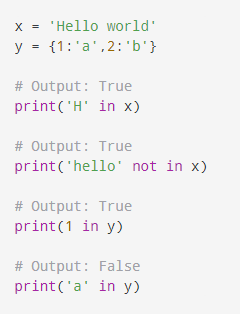 x = 'Hello world'
y = {1:'a',2:'b'}
# Output: True
print('H' in x)
# Output: True
print('hello' not in x)
# Output: True
print(1 in y)
# Output: False
print('a' in y)